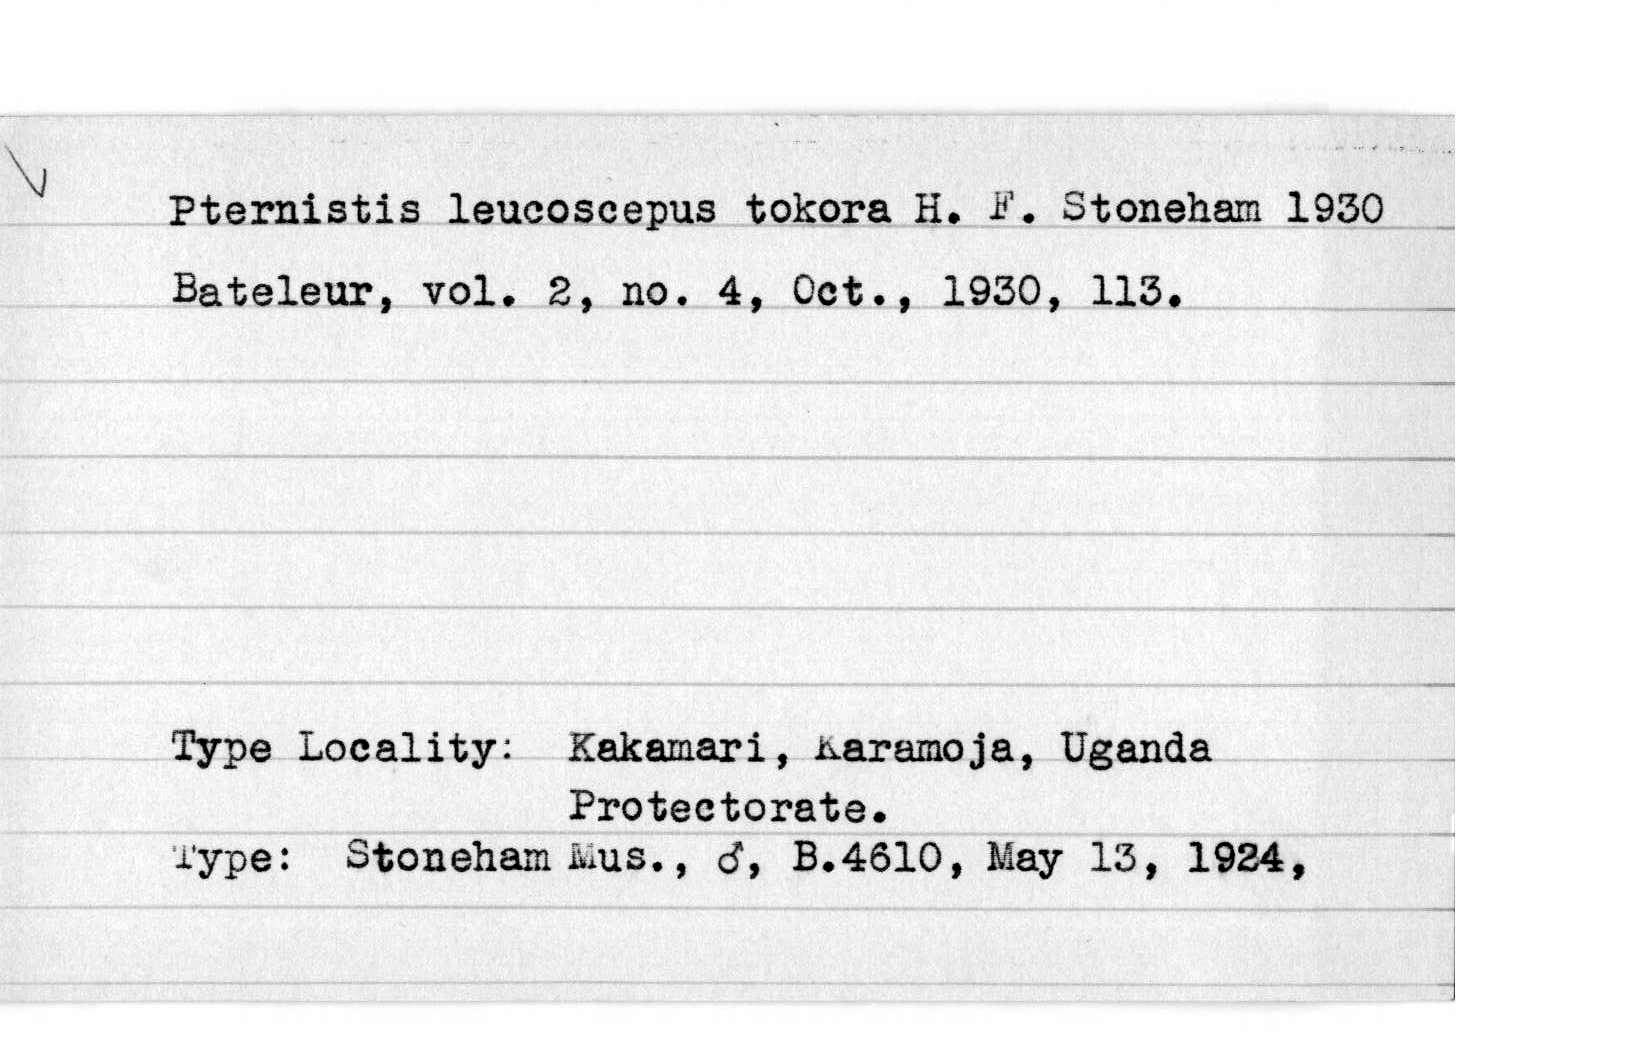 Pternistis leucoscepus tokora H. F. Stoneham 1930
Bateleur, vol. 2, no. 4, Oct., 1930, 113.
Type Locality: Kakamari, Karamoja, Uganda
Protectorate.
Type: Stoneham Mus., ♂, B.4610, May 13, 1924,